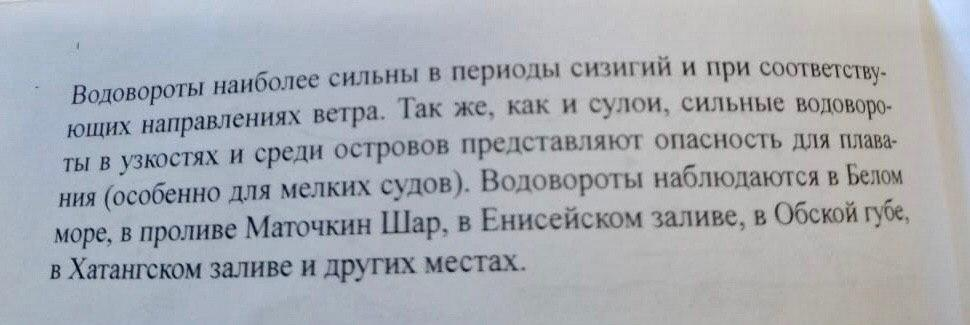 Водовороты наиболее сильны в периоды сизигий и при соответству-
ющих направлениях ветра. Так же, как и сулои, сильные водоворо-
ты в узкостях и среди островов представляют опасность для плава-
ния (особенно для мелких судов). Водовороты наблюдаются в Белом
море, в проливе Маточкин Шар, в Енисейском заливе, в Обской губе,
в Хатангском заливе и других местах.